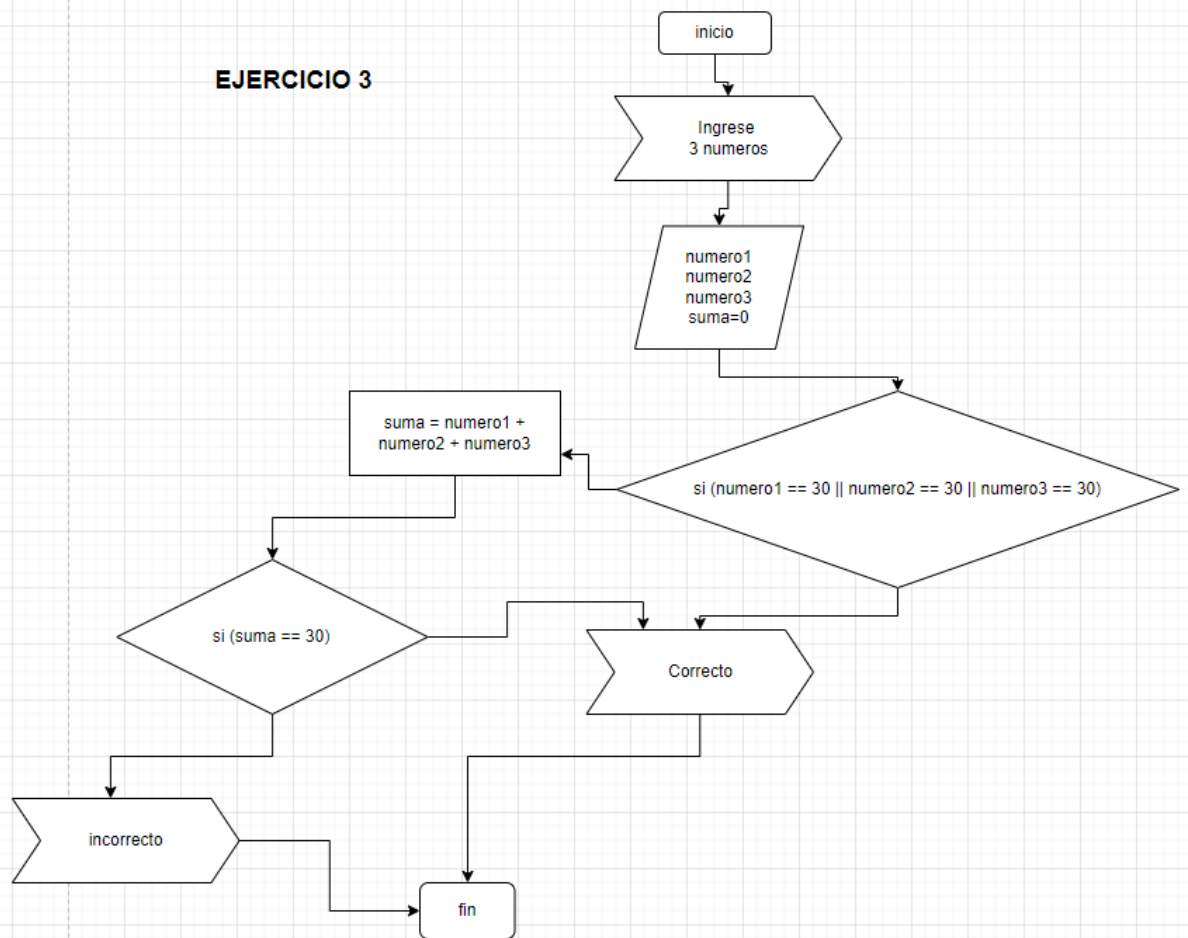 inicio
EJERCICIO 3
Ingrese
3 numeros
numero1
numero2
numero3
suma=0
suma = numero1 +
numero2 + numero3
si (numero1 == 30 || numero2 == 30 || numero3 == 30)
si (suma == 30)
Correcto
incorrecto
fin